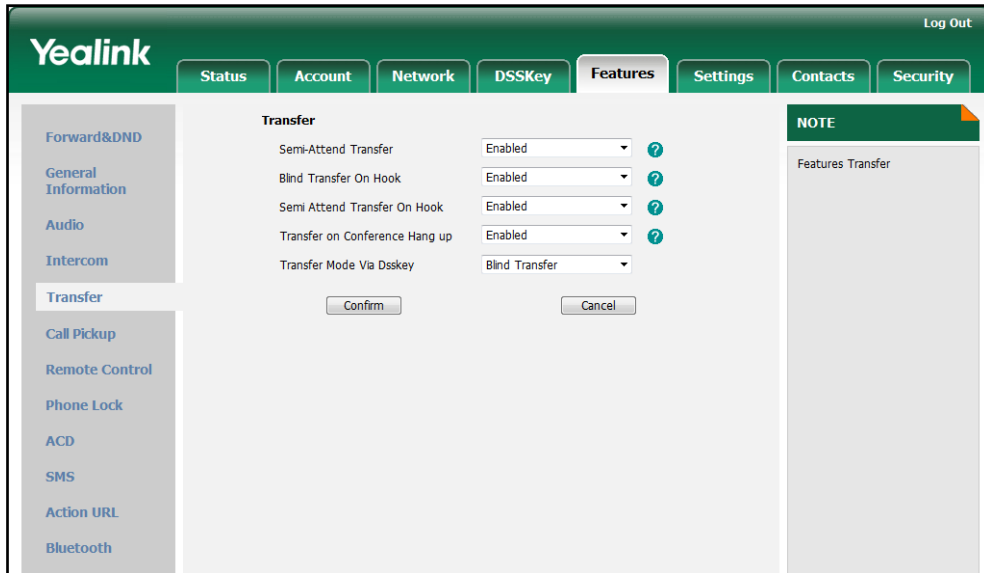 Log Out
Yealink
Status Account Network DSSKey Features Settings Contacts Security
Forward&DND
General
Information
Audio
Intercom
Transfer
Call Pickup
Remote Control
Phone Lock
ACD
SMS
Action URL
Bluetooth
Transfer
Semi-Attend Transfer Enabled ?
Blind Transfer On Hook Enabled ?
Semi Attend Transfer On Hook Enabled ?
Transfer on Conference Hang up Enabled ?
Transfer Mode Via Dsskey Blind Transfer
Confirm Cancel
NOTE
Features Transfer